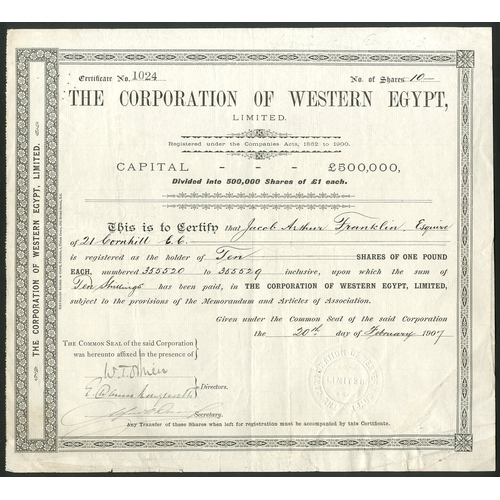 THE CORPORATION OF WESTERN EGYPT, LIMITED.
Certificate No. 1024
No. of Shares 10
THE CORPORATION OF WESTERN EGYPT,
LIMITED.
Registered under the Companies Acts, 1862 to 1900.
CAPITAL - - - £500,000,
Divided into 500,000 Shares of £1 each.
This is to Certify that Jacob Arthur Franklin, Esquire
of 21 Cornhill E.C.
is registered as the holder of Ten SHARES OF ONE POUND
EACH, numbered 355520 to 355529 inclusive, upon which the sum of
Ten Shillings has been paid, in THE CORPORATION OF WESTERN EGYPT, LIMITED,
subject to the provisions of the Memorandum and Articles of Association.
Given under the Common Seal of the said Corporation
the 20th day of February 1907
THE COMMON SEAL of the said Corporation
was hereunto affixed in the presence of
Directors.
Secretary.
LIMITED
Any Transfer of these Shares when left for registration must be accompanied by this Certificate.